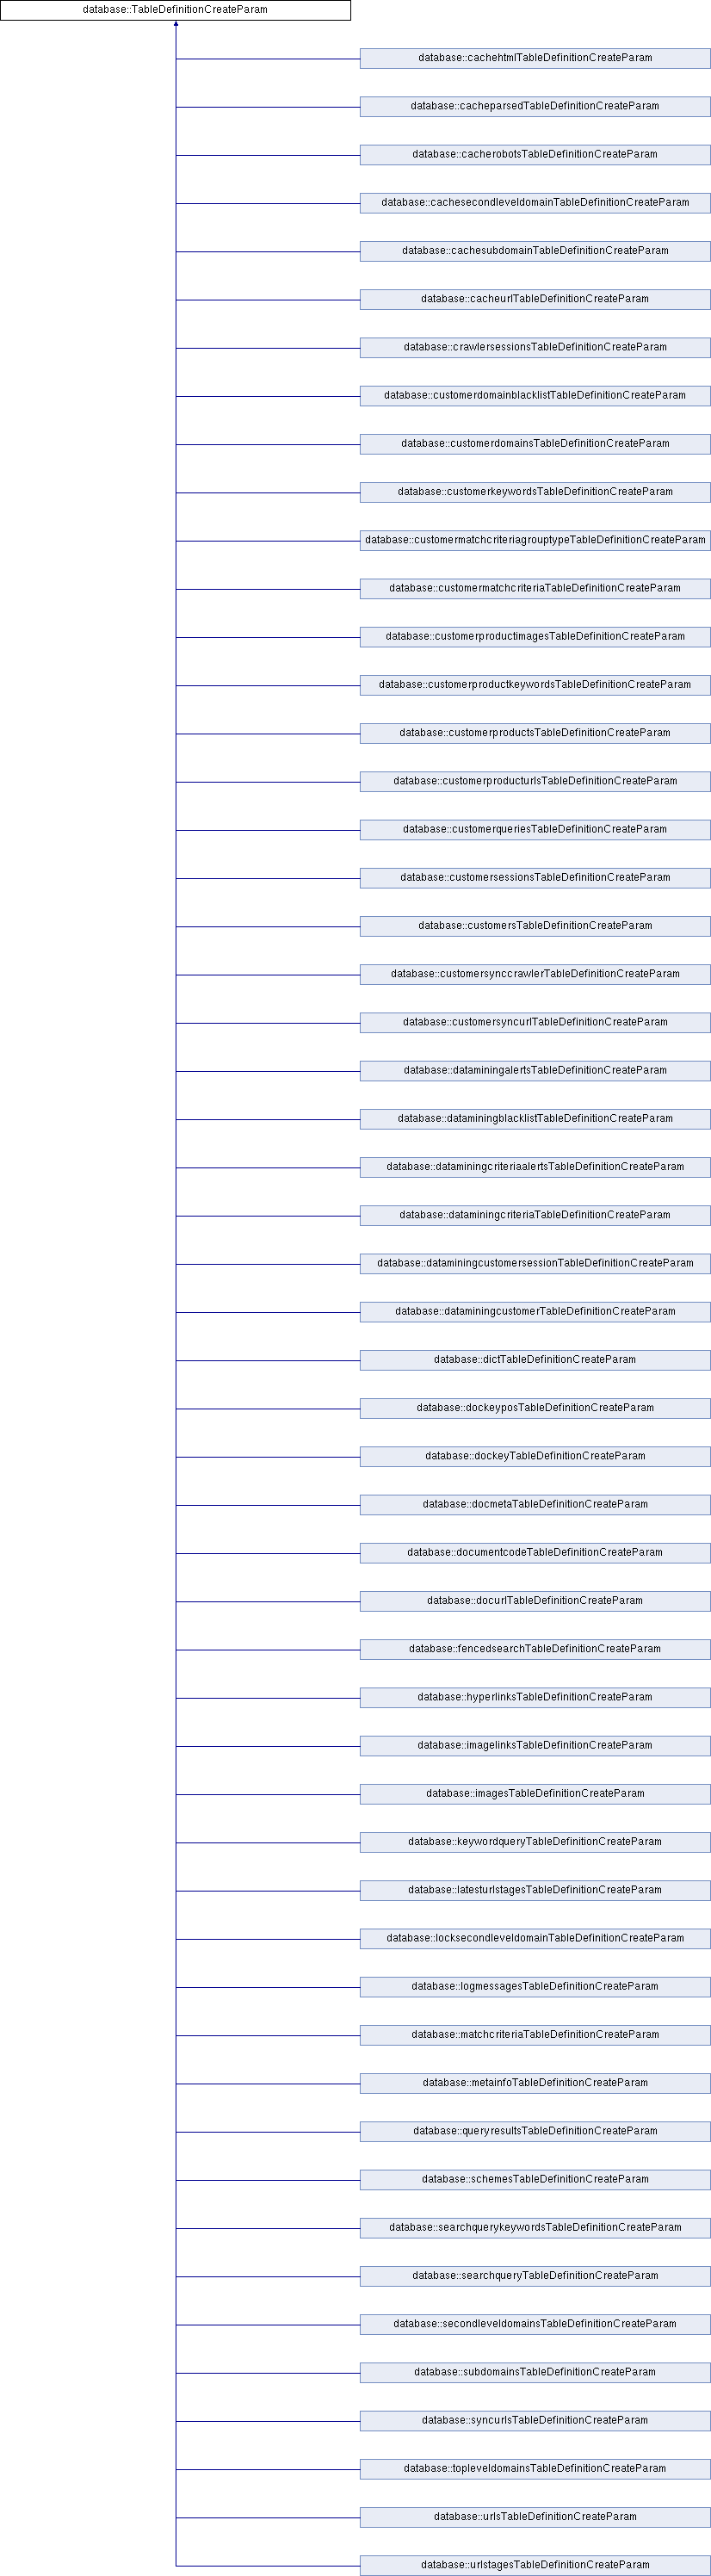 database::TableDefinitionCreateParam
database::cachehtmlTableDefinitionCreateParam
database::cacheparsedTableDefinitionCreateParam
database::cacherobotsTableDefinitionCreateParam
database::cachesecondleveldomainTableDefinitionCreateParam
database::cachesubdomainTableDefinitionCreateParam
database::cacheurlTableDefinitionCreateParam
database::crawlersessionsTableDefinitionCreateParam
database::customerdomainblacklistTableDefinitionCreateParam
database::customerdomainsTableDefinitionCreateParam
database::customerkeywordsTableDefinitionCreateParam
database::customermatchcriteriagrouptypeTableDefinitionCreateParam
database::customermatchcriteriaTableDefinitionCreateParam
database::customerproductimagesTableDefinitionCreateParam
database::customerproductkeywordsTableDefinitionCreateParam
database::customerproductsTableDefinitionCreateParam
database::customerproducturlsTableDefinitionCreateParam
database::customerqueriesTableDefinitionCreateParam
database::customersessionsTableDefinitionCreateParam
database::customersTableDefinitionCreateParam
database::customersynccrawlerTableDefinitionCreateParam
database::customersyncurlTableDefinitionCreateParam
database::dataminingalertsTableDefinitionCreateParam
database::dataminingblacklistTableDefinitionCreateParam
database::dataminingcriteriaalertsTableDefinitionCreateParam
database::dataminingcriteriaTableDefinitionCreateParam
database::dataminingcustomersessionTableDefinitionCreateParam
database::dataminingcustomerTableDefinitionCreateParam
database::dictTableDefinitionCreateParam
database::dockeyposTableDefinitionCreateParam
database::dockeyTableDefinitionCreateParam
database::docmetaTableDefinitionCreateParam
database::documentcodeTableDefinitionCreateParam
database::docurlTableDefinitionCreateParam
database::fencedsearchTableDefinitionCreateParam
database::hyperlinksTableDefinitionCreateParam
database::imagelinksTableDefinitionCreateParam
database::imagesTableDefinitionCreateParam
database::keywordqueryTableDefinitionCreateParam
database::latesturlstagesTableDefinitionCreateParam
database::locksecondleveldomainTableDefinitionCreateParam
database::logmessagesTableDefinitionCreateParam
database::matchcriteriaTableDefinitionCreateParam
database::metainfoTableDefinitionCreateParam
database::queryresultsTableDefinitionCreateParam
database::schemesTableDefinitionCreateParam
database::searchquerykeywordsTableDefinitionCreateParam
database::searchqueryTableDefinitionCreateParam
database::secondleveldomainsTableDefinitionCreateParam
database::subdomainsTableDefinitionCreateParam
database::syncurlsTableDefinitionCreateParam
database::topleveldomainsTableDefinitionCreateParam
database::urlsTableDefinitionCreateParam
database::urlstagesTableDefinitionCreateParam